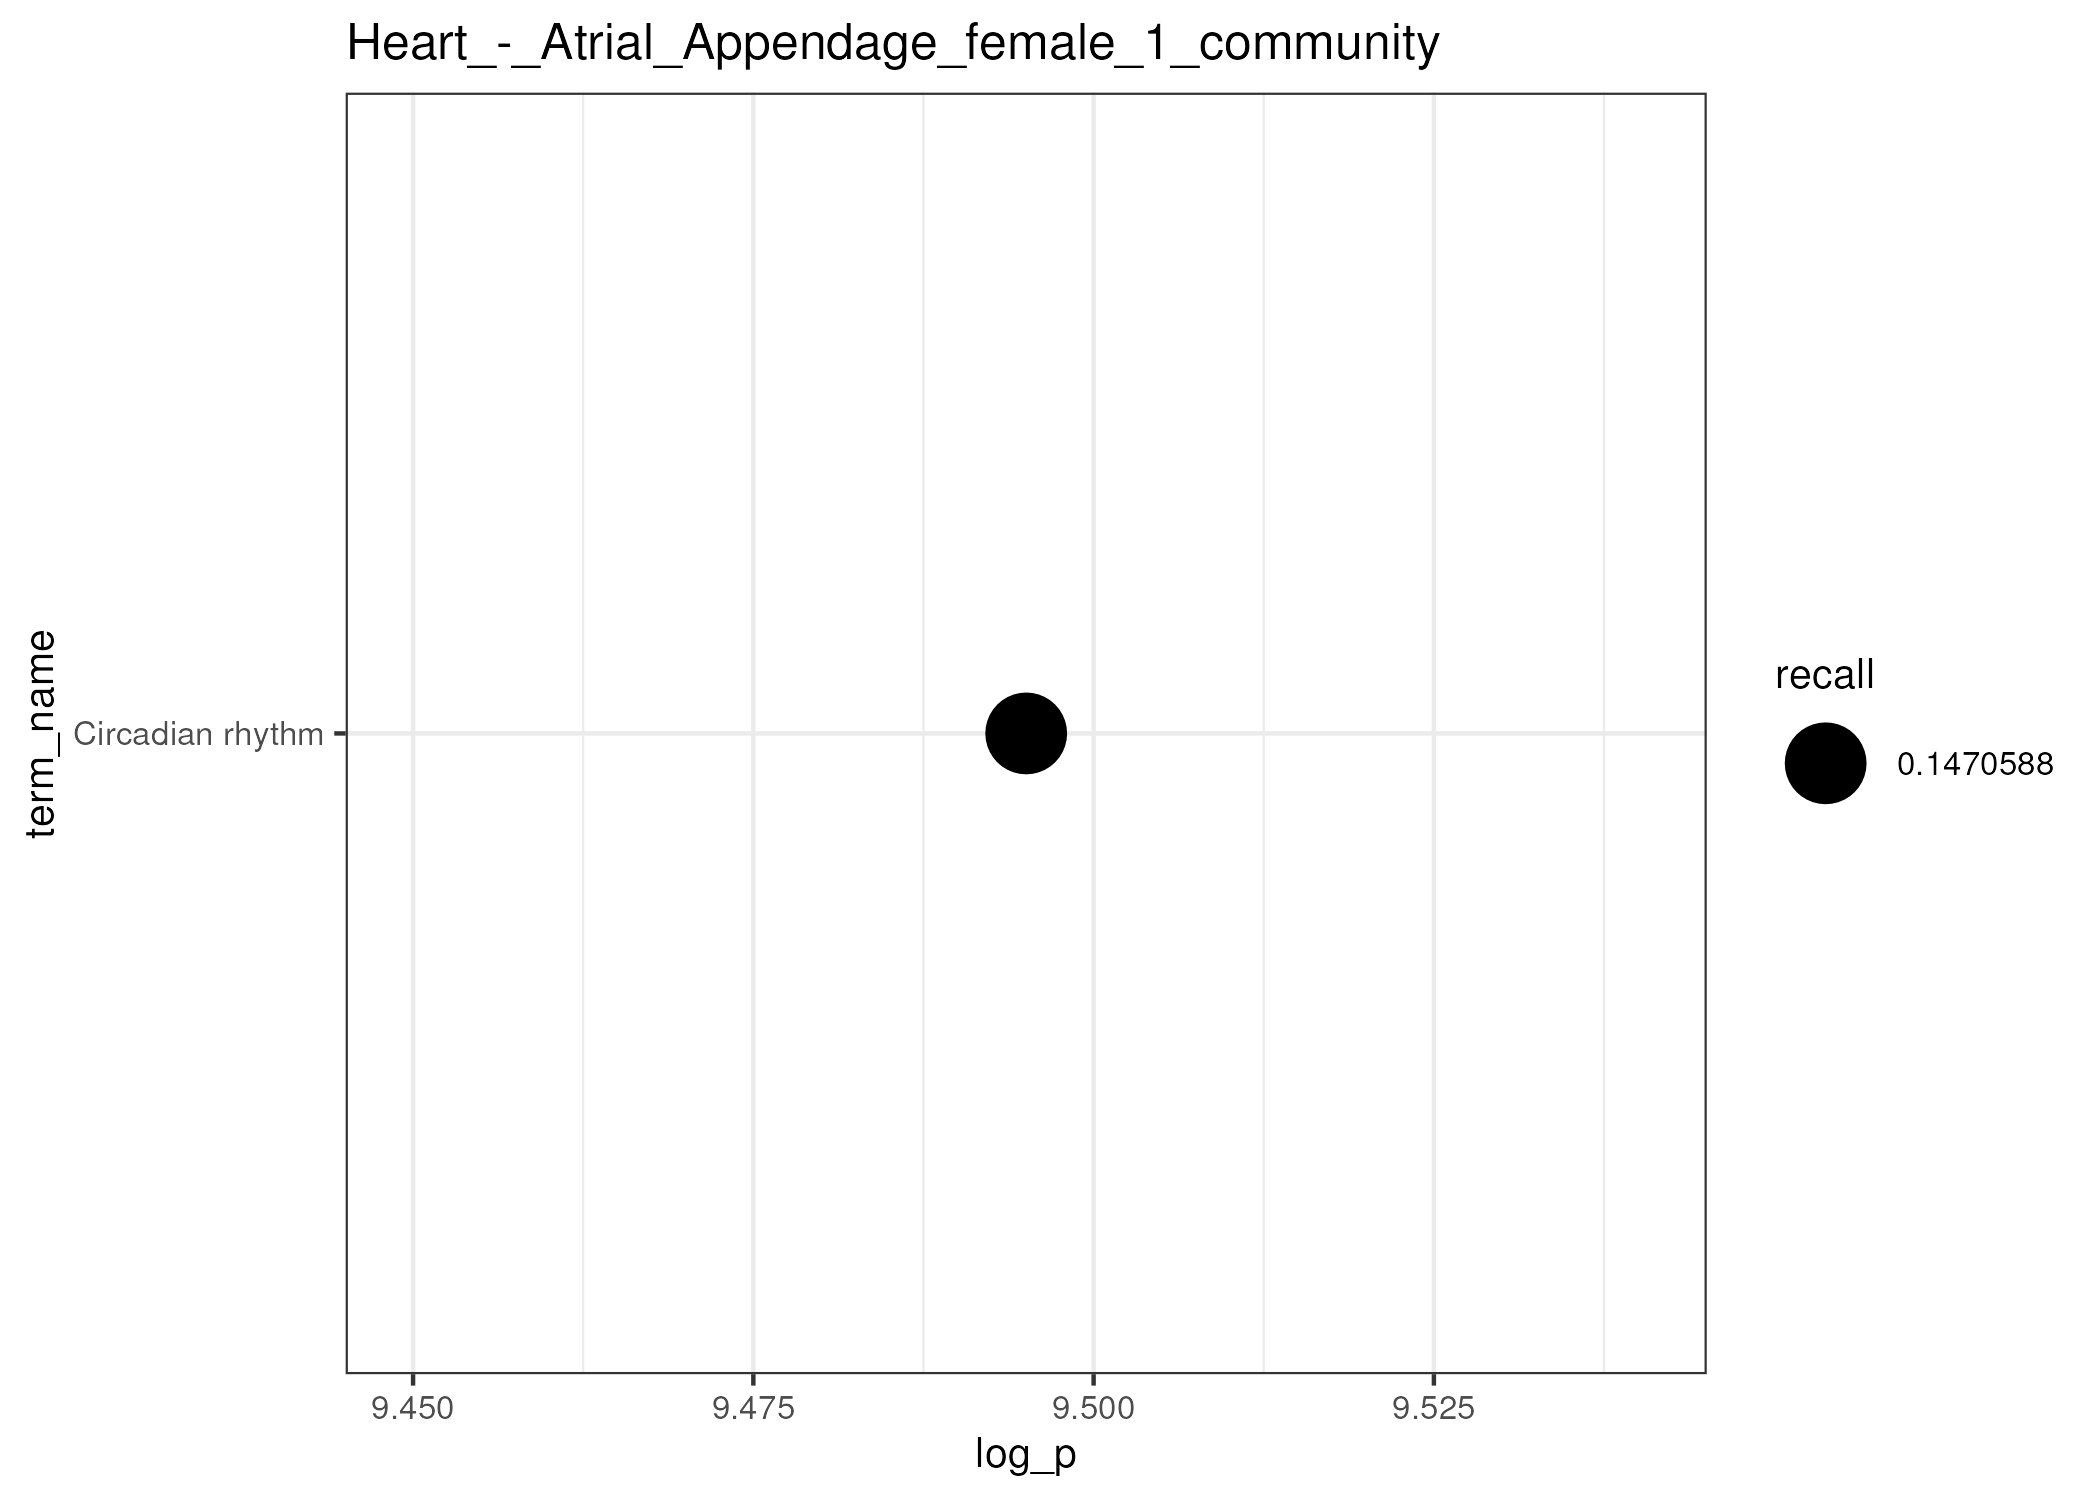 Heart_-_Atrial_Appendage_female_1_community
term_name
Circadian rhythm
recall
0.1470588
9.450
9.475
9.500
9.525
log_p